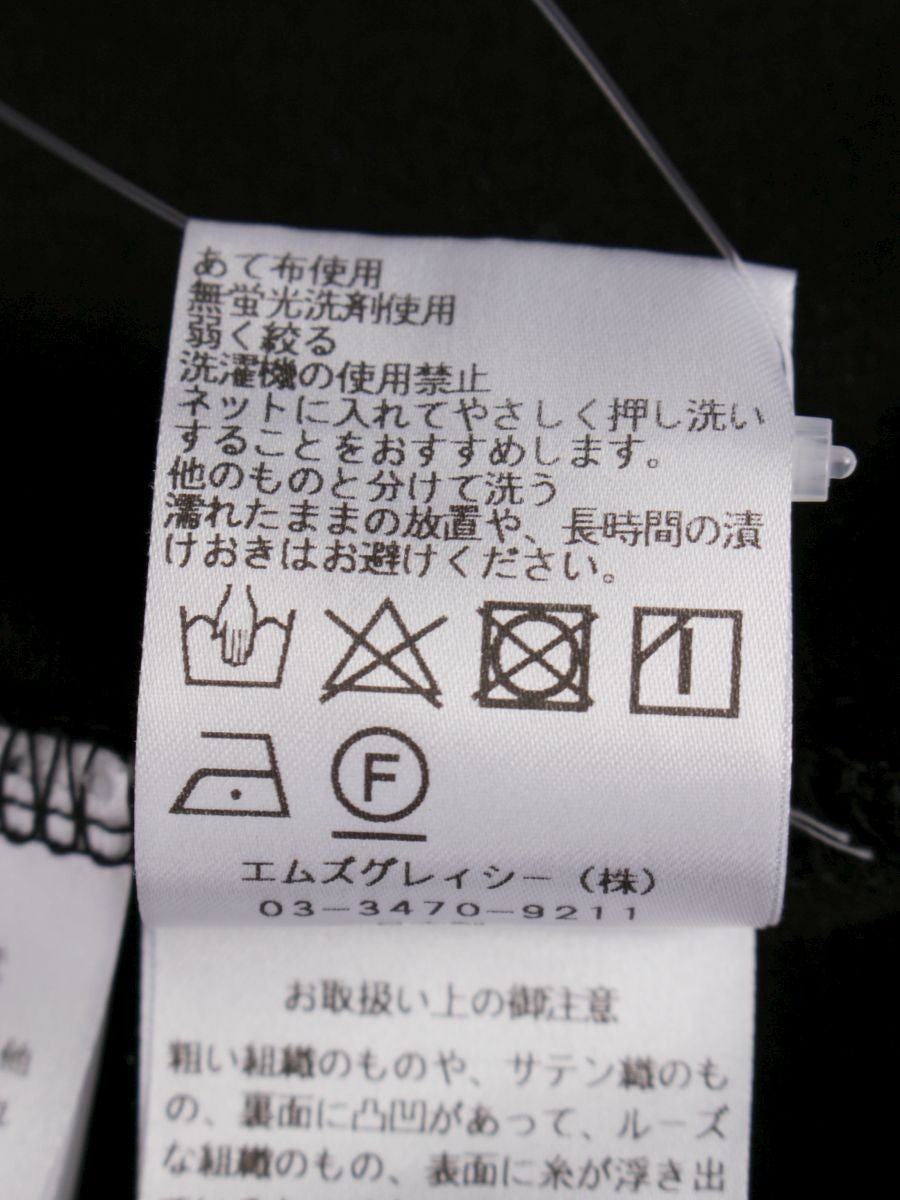 あて布使用
無蛍光洗剤使用
弱く絞る
洗濯機の使用禁止
ネットに入れてやさしく押し洗い
することをおすすめします。
他のものと分けて洗う
濡れたままの放置や、長時間の漬
けおきはお避けください。
F
エムズグレイシー（株）
03-3470-9211
お取扱い上の御注意
粗い組織のものや、サテン織のも
の、裏面に凸凹があって、ルーズ
な組織のもの、表面に糸が浮き出